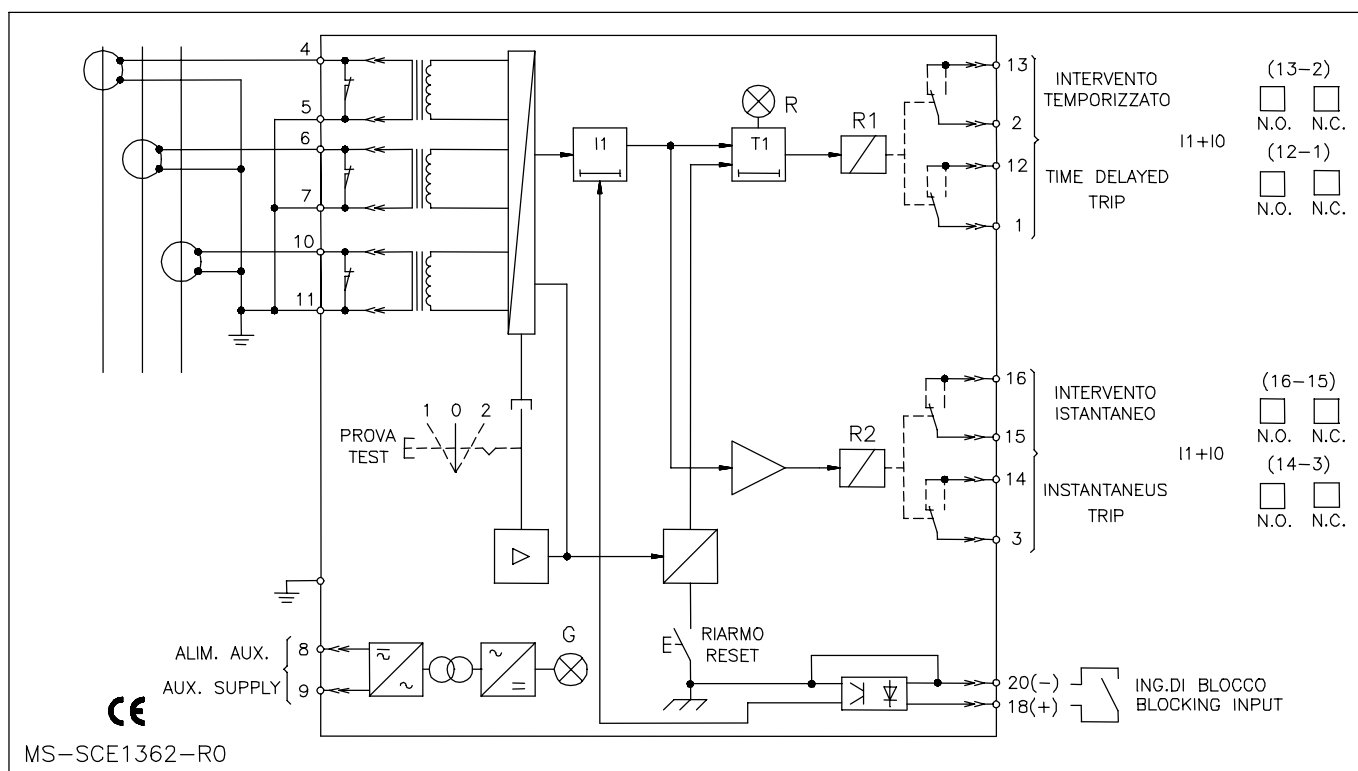 4
5
6
7
10
11
I1
R
T1
R1
13
2
12
1
INTERVENTO
TEMPORIZZATO
TIME DELAYED
TRIP
I1+I0
(13-2)
N.O. N.C.
(12-1)
N.O. N.C.
1 0 2
PROVA
TEST
R2
16
15
14
3
INTERVENTO
ISTANTANEO
INSTANTANEUS
TRIP
I1+I0
(16-15)
N.O. N.C.
(14-3)
N.O. N.C.
ALIM. AUX.
AUX. SUPPLY
8
9
G
E
RIARMO
RESET
20(-)
18(+)
ING.DI BLOCCO
BLOCKING INPUT
CE
MS-SCE1362-R0